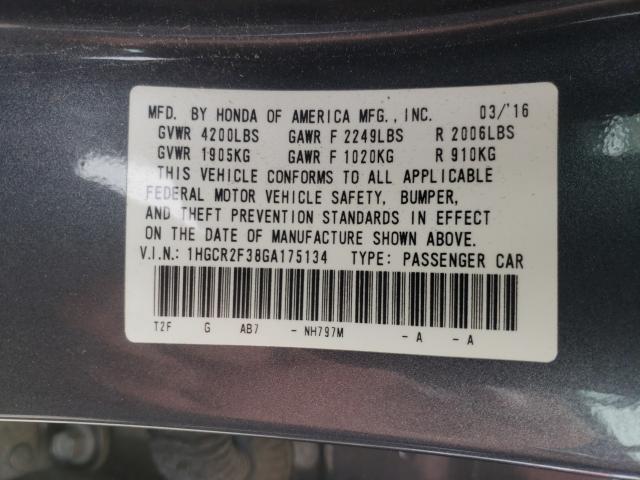 MFD. BY HONDA OF AMERICA MFG., INC. 03/'16
GVWR 4200LBS GAWR F 2249LBS R 2006LBS
GVWR 1905KG GAWR F 1020KG R 910KG
THIS VEHICLE CONFORMS TO ALL APPLICABLE
FEDERAL MOTOR VEHICLE SAFETY, BUMPER,
AND THEFT PREVENTION STANDARDS IN EFFECT
ON THE DATE OF MANUFACTURE SHOWN ABOVE.
V.I.N.: 1HGCR2F38GA175134 TYPE: PASSENGER CAR
T2F G AB7 - NH797M - A - A